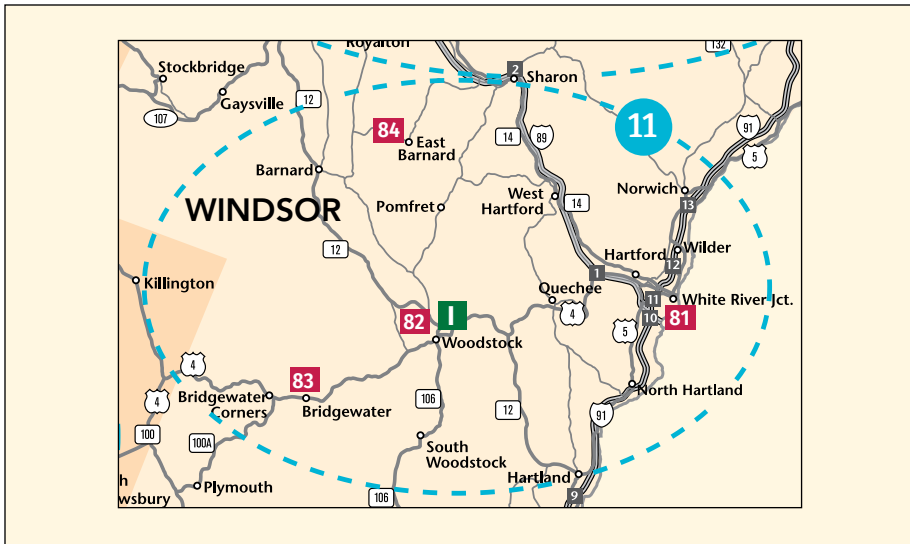 Royalton
132
2
Sharon
Stockbridge
Gaysville
12
107
11
91
5
84
East
Barnard
14
89
Barnard
West
Hartford
14
Norwich
13
Pomfret
WINDSOR
12
Hartford
Wilder
12
1
Killington
Quechee
4
11
White River Jct.
82
I
10
81
5
Woodstock
4
83
Bridgewater
Corners
Bridgewater
4
106
12
North Hartland
91
100
100A
South
Woodstock
Hartland
h
wsbury
Plymouth
106
9